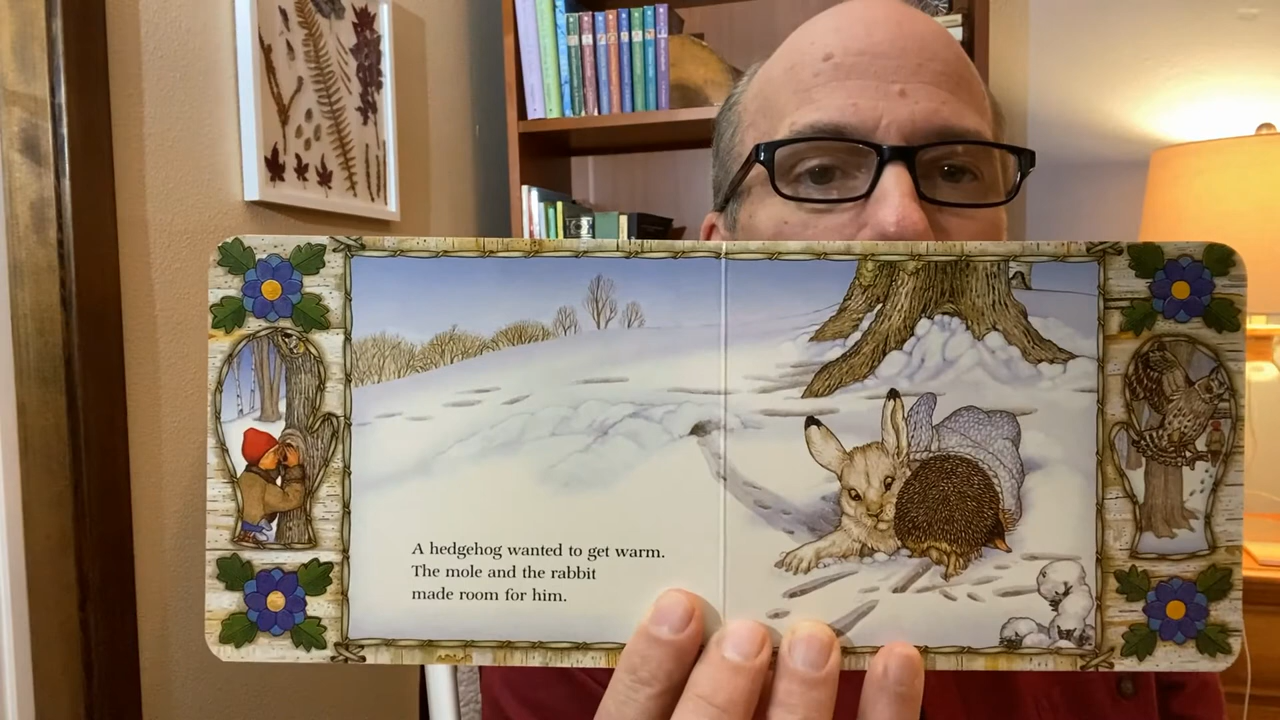 A hedgehog wanted to get warm.
The mole and the rabbit
made room for him.